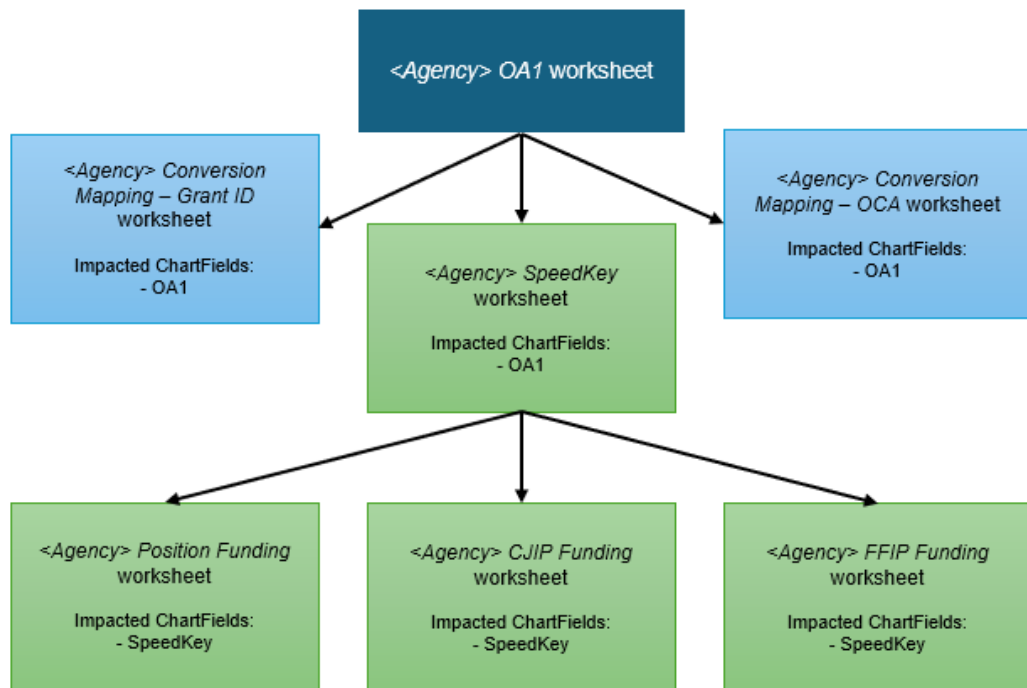 <Agency> OA1 worksheet
<Agency> Conversion
Mapping – Grant ID
worksheet
Impacted ChartFields:
- OA1
<Agency> SpeedKey
worksheet
Impacted ChartFields:
- OA1
<Agency> Conversion
Mapping – OCA worksheet
Impacted ChartFields:
- OA1
<Agency> Position Funding
worksheet
Impacted ChartFields:
- SpeedKey
<Agency> CJIP Funding
worksheet
Impacted ChartFields:
- SpeedKey
<Agency> FFIP Funding
worksheet
Impacted ChartFields:
- SpeedKey